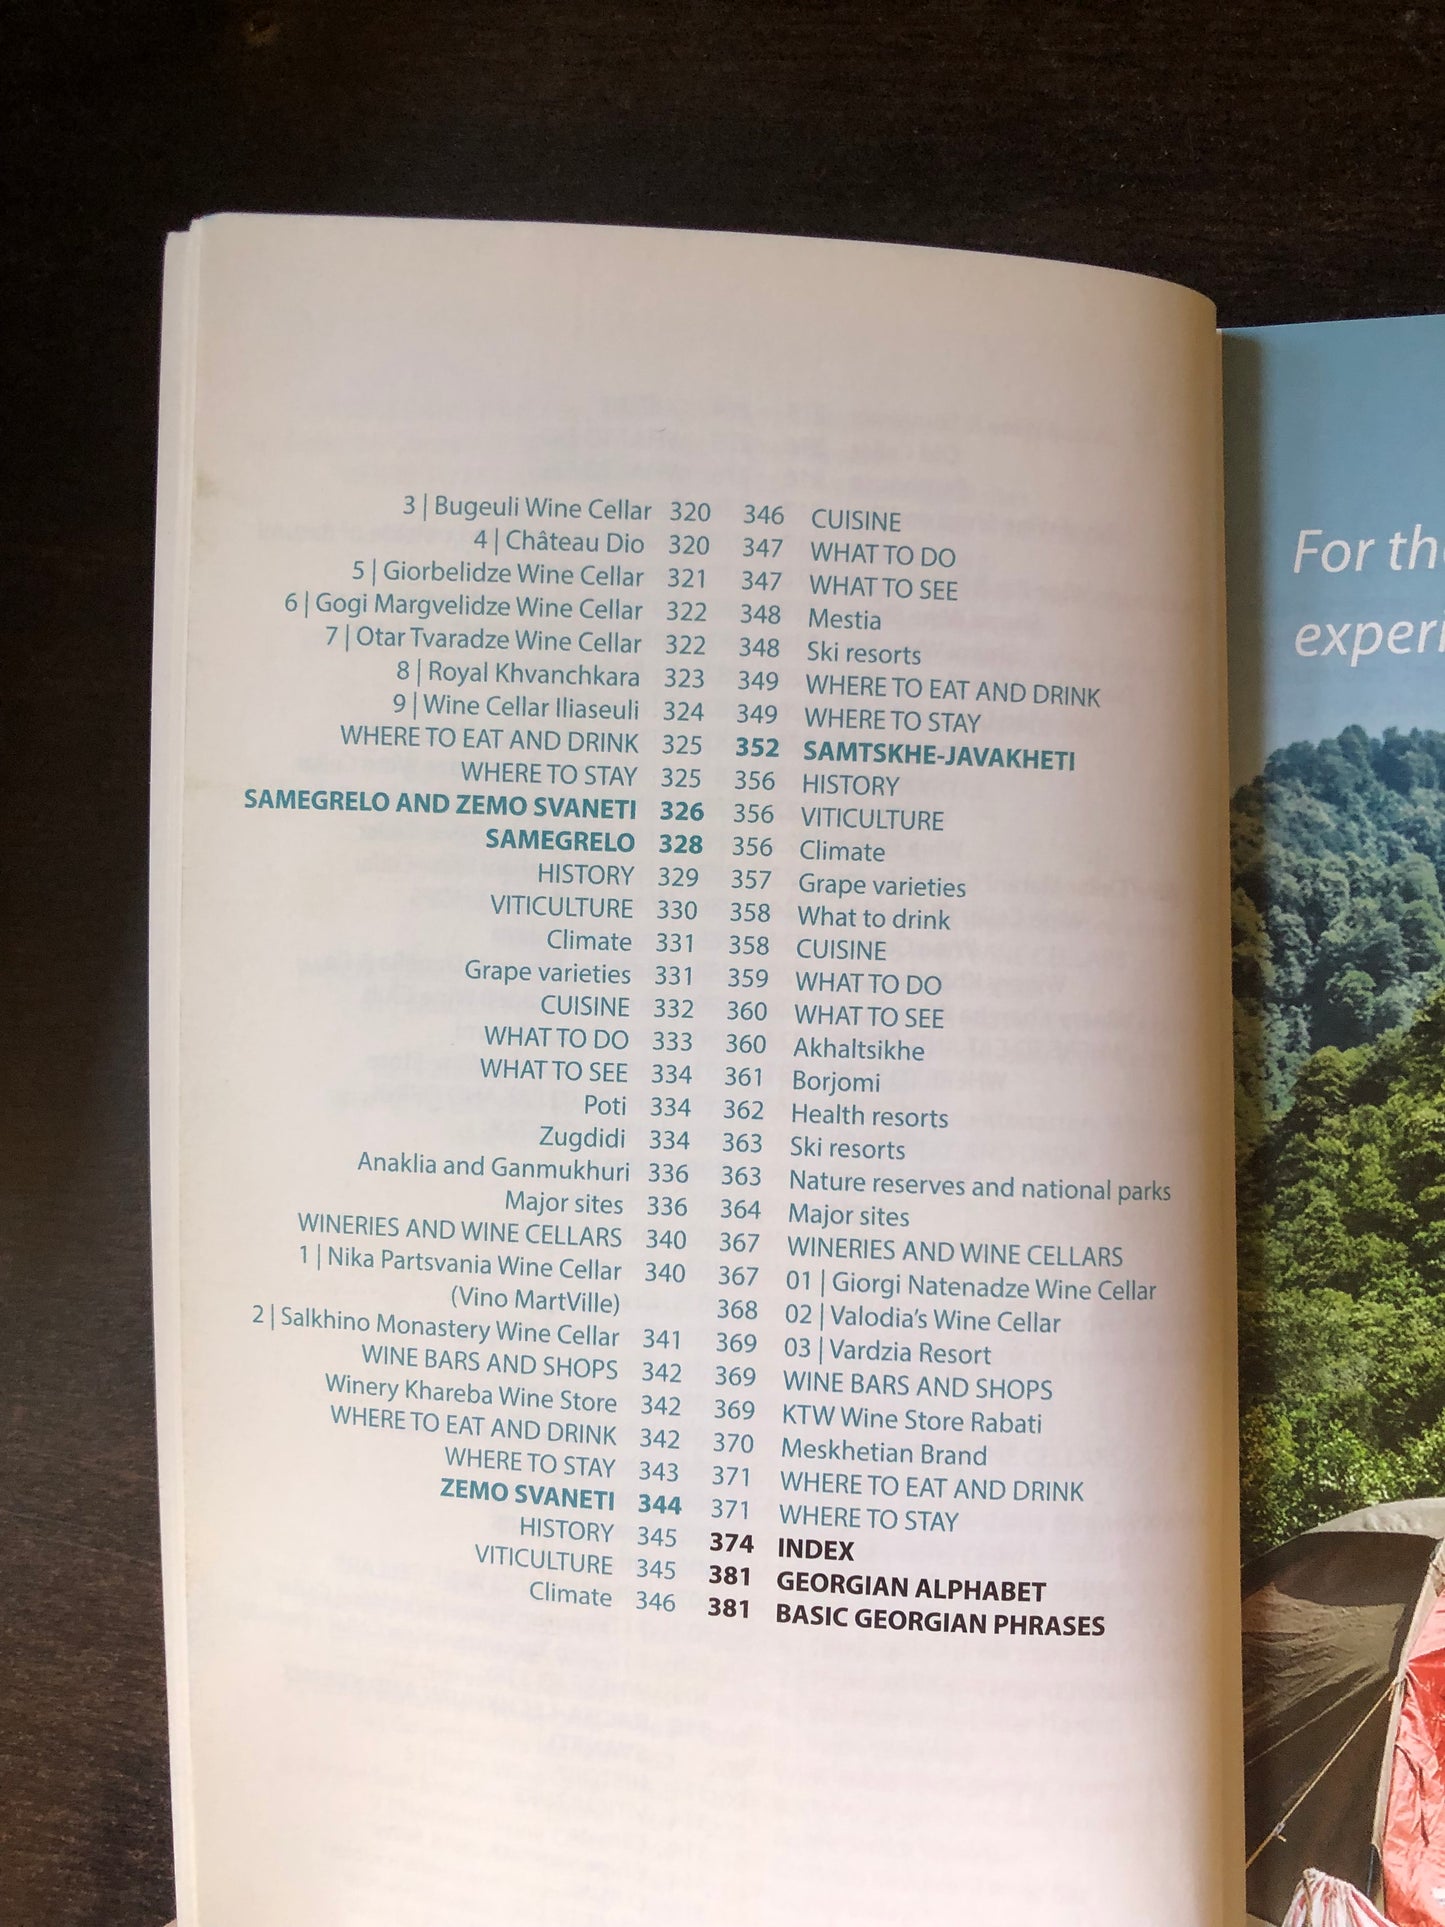 3 | Bugeuli Wine Cellar 320
4 | Château Dio 320
5 | Giorbelidze Wine Cellar 321
6 | Gogi Margvelidze Wine Cellar 322
7 | Otar Tvaradze Wine Cellar 322
8 | Royal Khvanchkara 323
9 | Wine Cellar Iliaseuli 324
WHERE TO EAT AND DRINK 325
WHERE TO STAY 325
SAMEGRELO AND ZEMO SVANETI 326
SAMEGRELO 328
HISTORY 329
VITICULTURE 330
Climate 331
Grape varieties 331
CUISINE 332
WHAT TO DO 333
WHAT TO SEE 334
Poti 334
Zugdidi 334
Anaklia and Ganmukhuri 336
Major sites 336
WINERIES AND WINE CELLARS 340
1 | Nika Partsvania Wine Cellar 340
(Vino MartVille)
2 | Salkhino Monastery Wine Cellar 341
WINE BARS AND SHOPS 342
Winery Khareba Wine Store 342
WHERE TO EAT AND DRINK 342
WHERE TO STAY 343
ZEMO SVANETI 344
HISTORY 345
VITICULTURE 345
Climate 346
346 CUISINE
347 WHAT TO DO
347 WHAT TO SEE
348 Mestia
348 Ski resorts
349 WHERE TO EAT AND DRINK
349 WHERE TO STAY
352 SAMTSKHE-JAVAKHETI
356 HISTORY
356 VITICULTURE
356 Climate
357 Grape varieties
358 What to drink
358 CUISINE
359 WHAT TO DO
360 WHAT TO SEE
360 Akhaltsikhe
361 Borjomi
362 Health resorts
363 Ski resorts
363 Nature reserves and national parks
364 Major sites
367 WINERIES AND WINE CELLARS
367 01 | Giorgi Natenadze Wine Cellar
368 02 | Valodia's Wine Cellar
369 03 | Vardzia Resort
369 WINE BARS AND SHOPS
369 KTW Wine Store Rabati
370 Meskhetian Brand
371 WHERE TO EAT AND DRINK
371 WHERE TO STAY
374 INDEX
381 GEORGIAN ALPHABET
381 BASIC GEORGIAN PHRASES
For